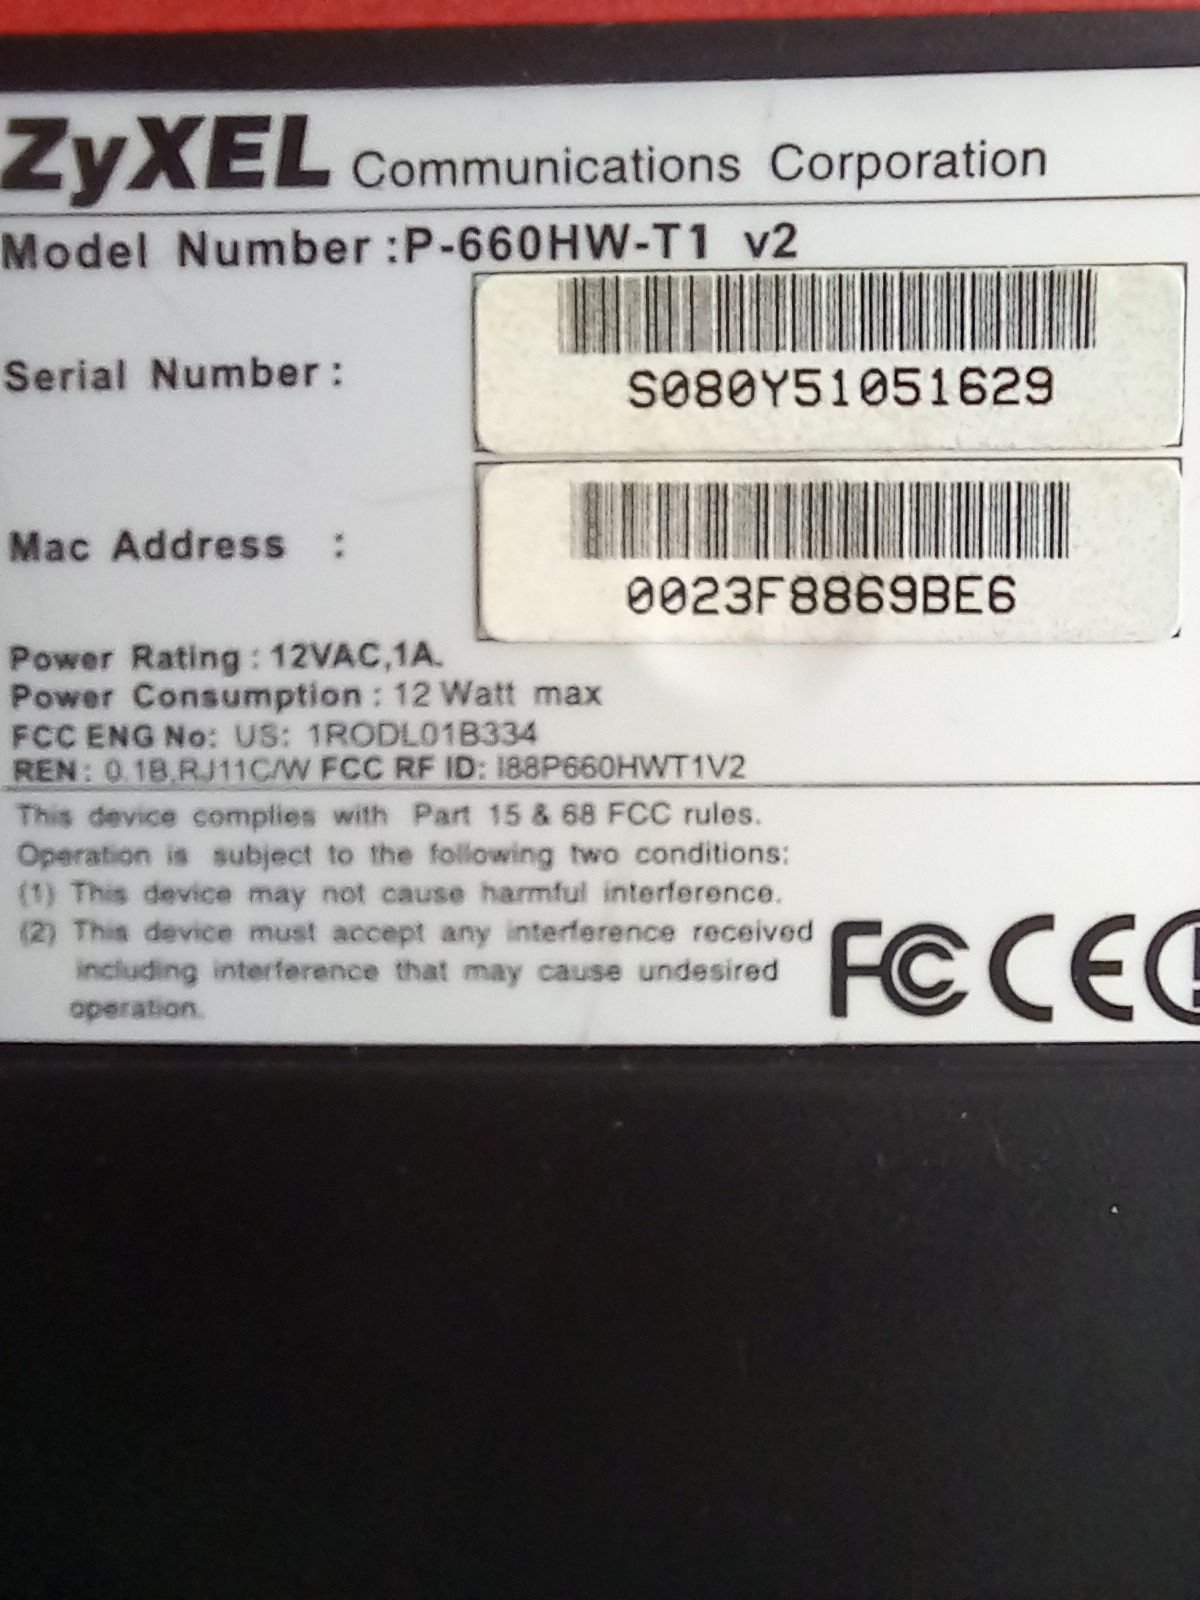 ZyXEL Communications Corporation
Model Number :P-660HW-T1 v2
Serial Number :
S080Y51051629
Mac Address :
0023F8869BE6
Power Rating : 12VAC,1A.
Power Consumption : 12 Watt max
FCC ENG No: US: 1RODL01B334
REN : 0.1B,RJ11C/W FCC RF ID: I88P660HWT1V2
This device complies with Part 15 & 68 FCC rules.
Operation is subject to the following two conditions:
(1) This device may not cause harmful interference.
(2) This device must accept any interference received
including interference that may cause undesired
operation.
FC CE